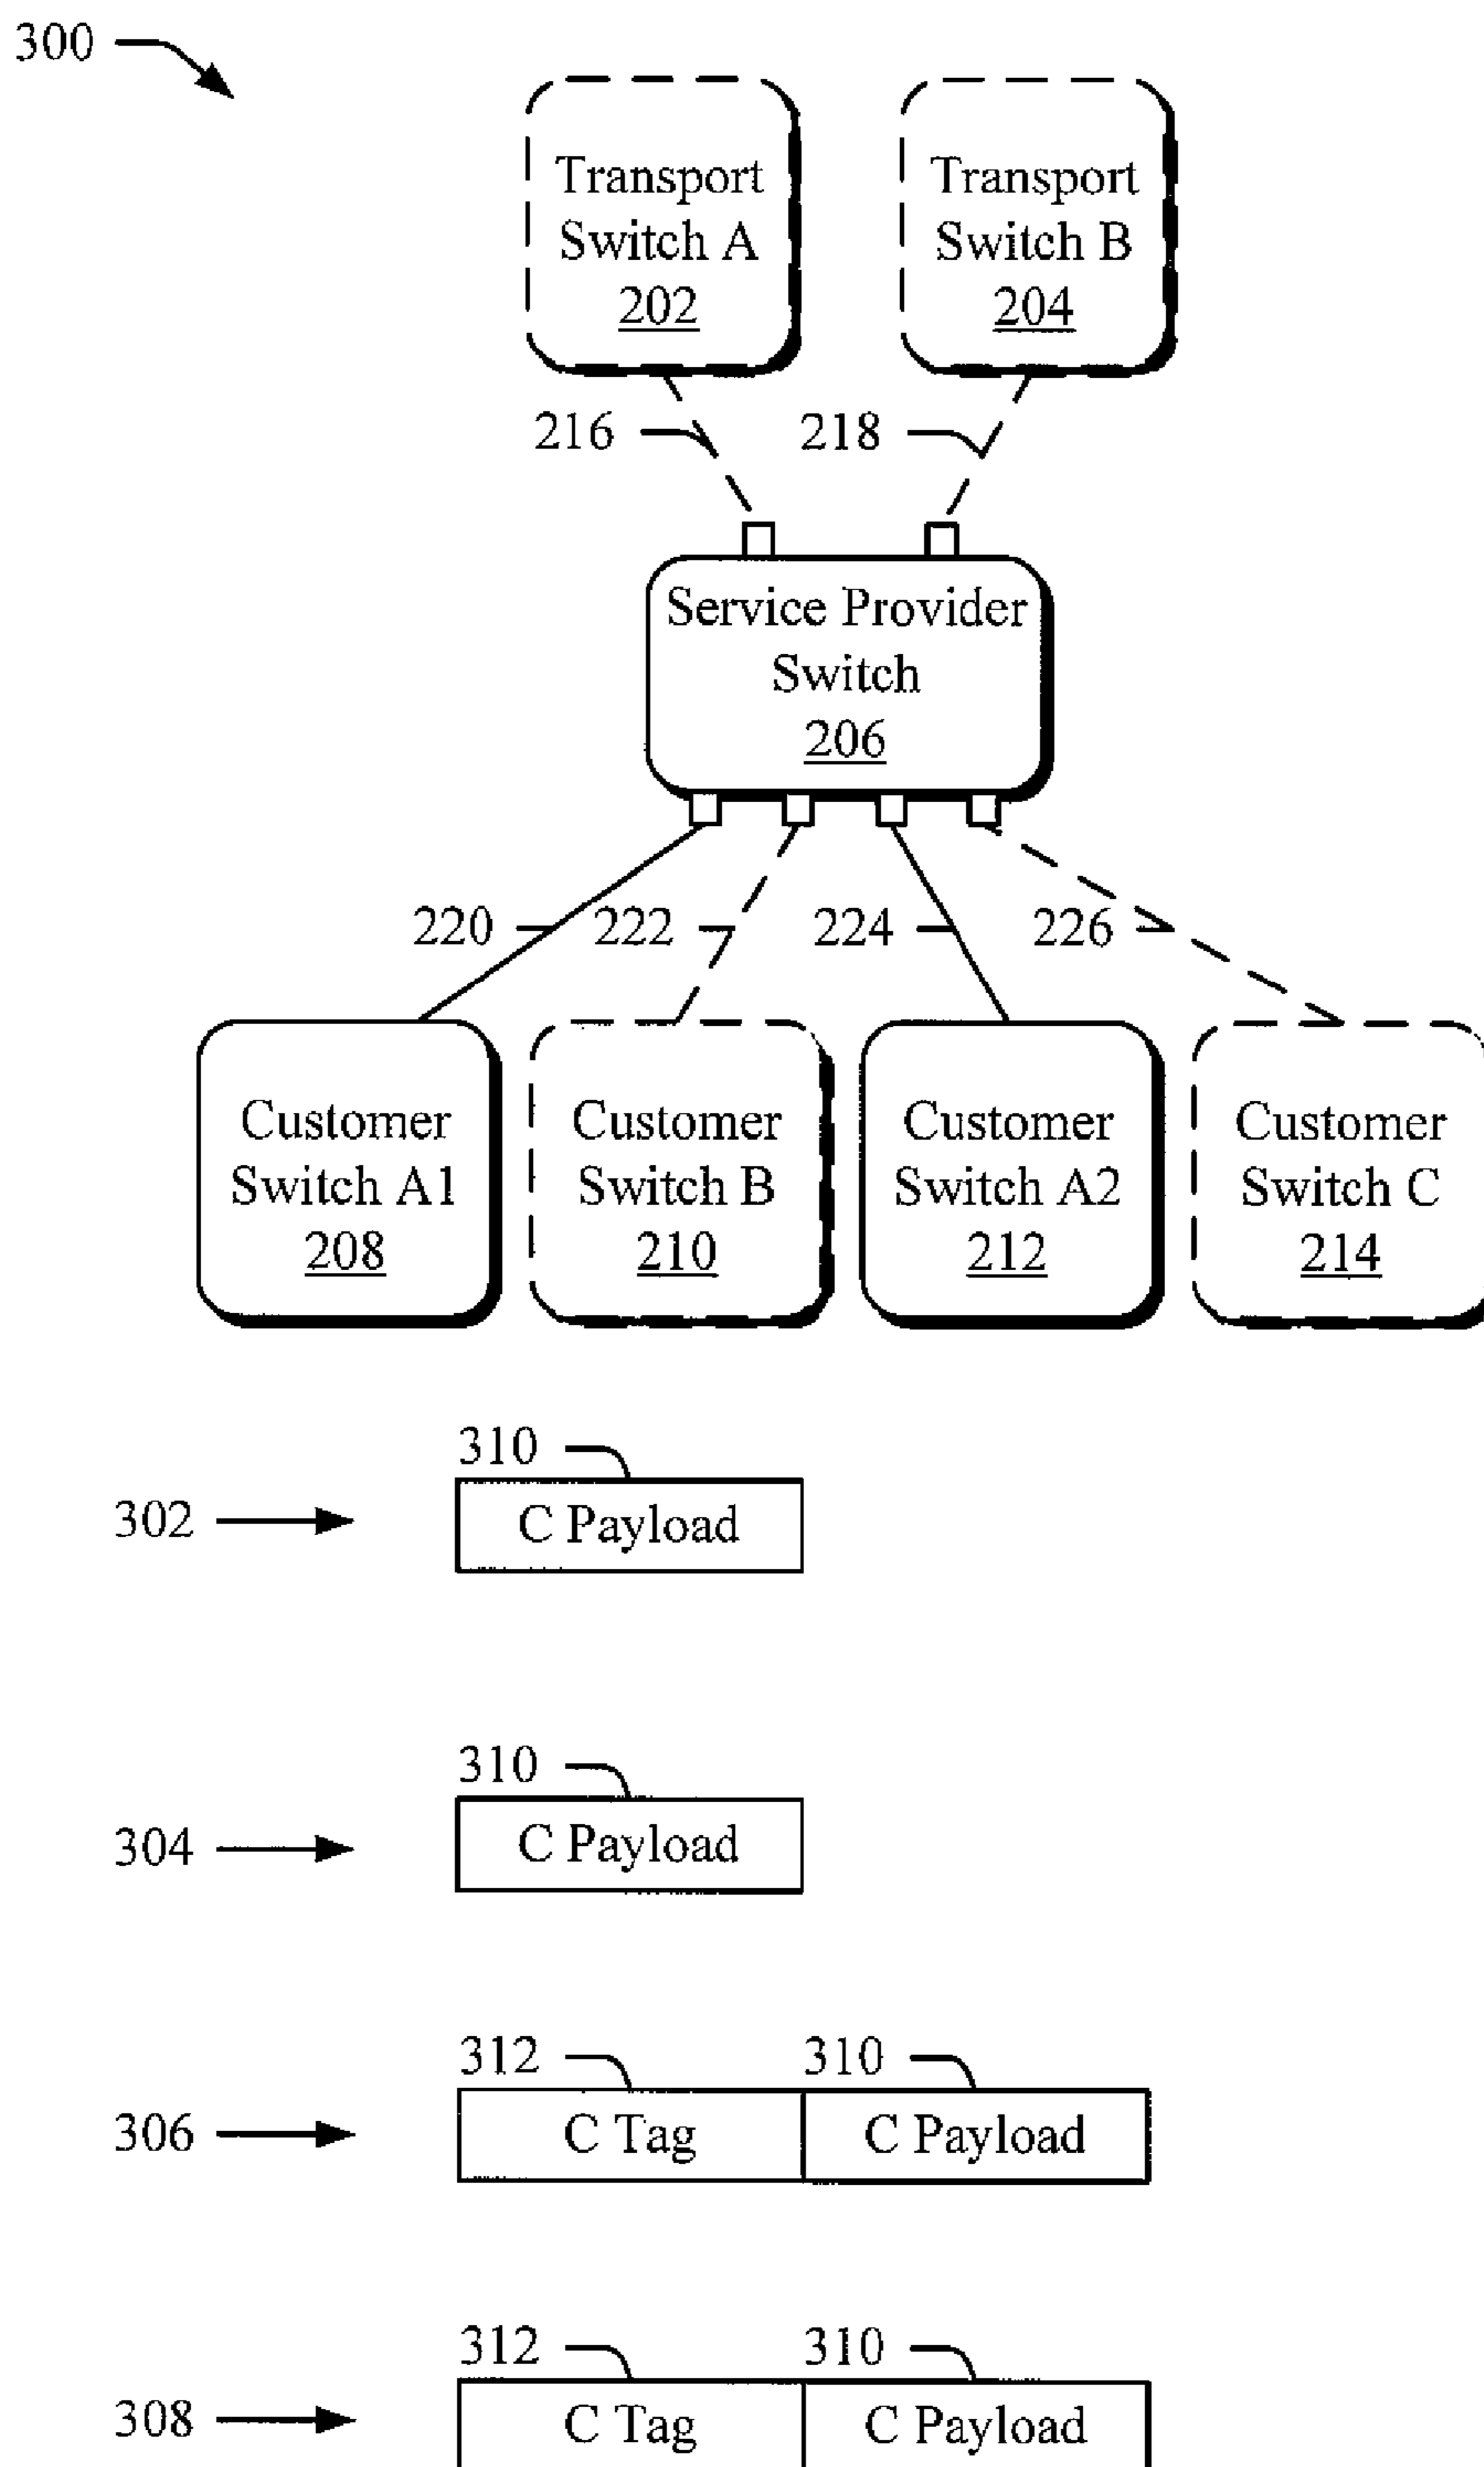 300
Transport
Switch A
202
Transport
Switch B
204
216
218
Service Provider
Switch
206
220
222
224
226
Customer
Switch A1
208
Customer
Switch B
210
Customer
Switch A2
212
Customer
Switch C
214
310
302
C Payload
310
304
C Payload
312
310
306
C Tag
C Payload
312
310
308
C Tag
C Payload